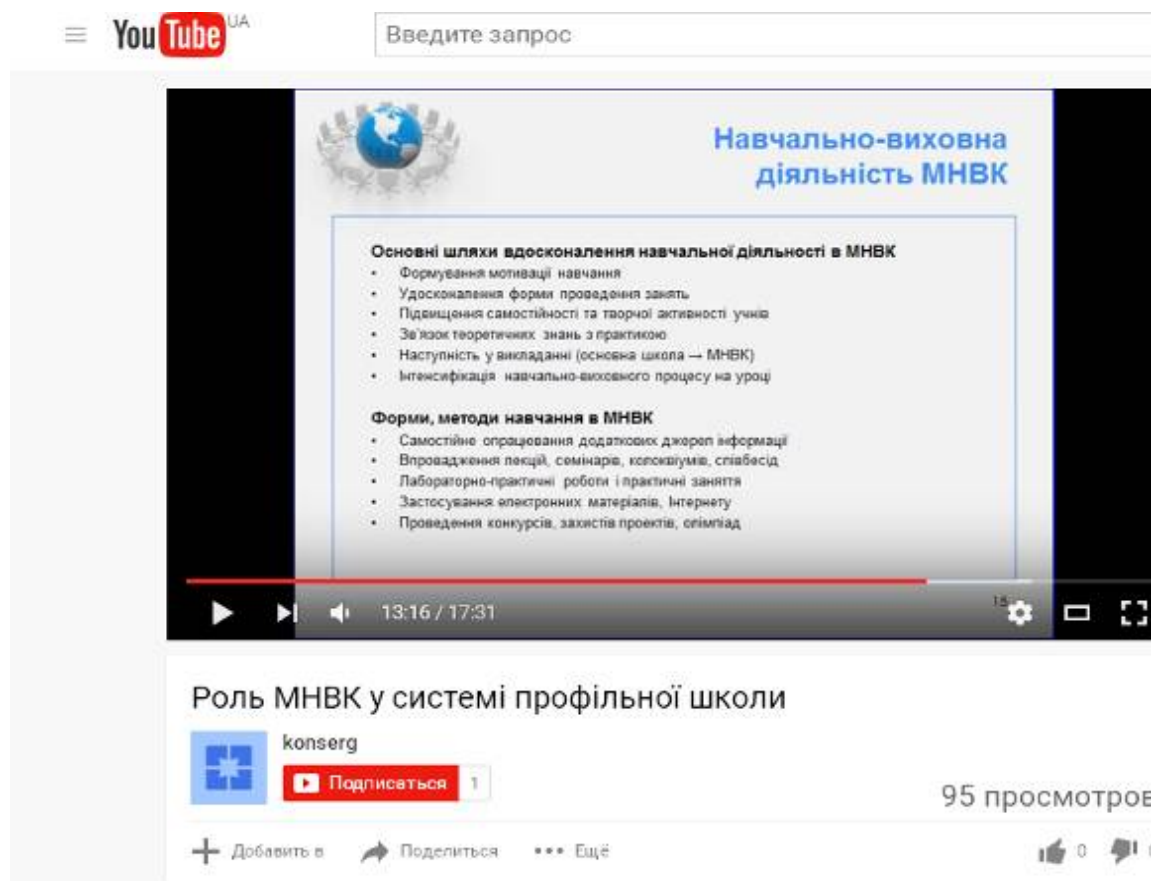 YouTube UA
Введите запрос
Навчально-виховна
діяльність МНВК
Основні шляхи вдосконалення навчальної діяльності в МНВК
• Формування мотивації навчання
• Удосконалення форми проведення занять
• Підвищення самостійності та творчої активності учнів
• Зв'язок теоретичних знань з практикою
• Наступність у викладанні (основна школа → МНВК)
• Інтенсифікація навчально-виховного процесу на уроці
Форми, методи навчання в МНВК
• Самостійне опрацювання додаткових джерел інформації
• Впровадження лекцій, семінарів, колоквіумів, співбесід
• Лабораторно-практичні роботи і практичні заняття
• Застосування електронних матеріалів, Інтернету
• Проведення конкурсів, захистів проектів, олімпіад
15
13:16 / 17:31
Роль МНВК у системі профільної школи
konserg
Подписаться 1
95 просмотров
Добавить в Поделиться ••• Ещё 0